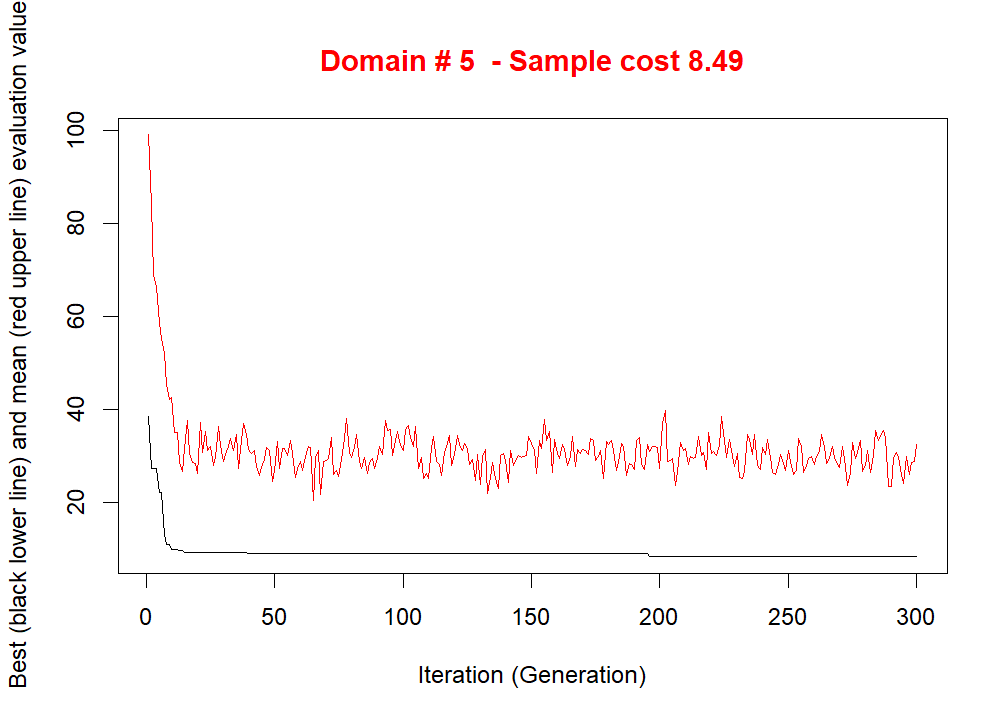 Domain # 5 - Sample cost 8.49
Best (black lower line) and mean (red upper line) evaluation value
100
80
60
40
20
0 50 100 150 200 250 300
Iteration (Generation)